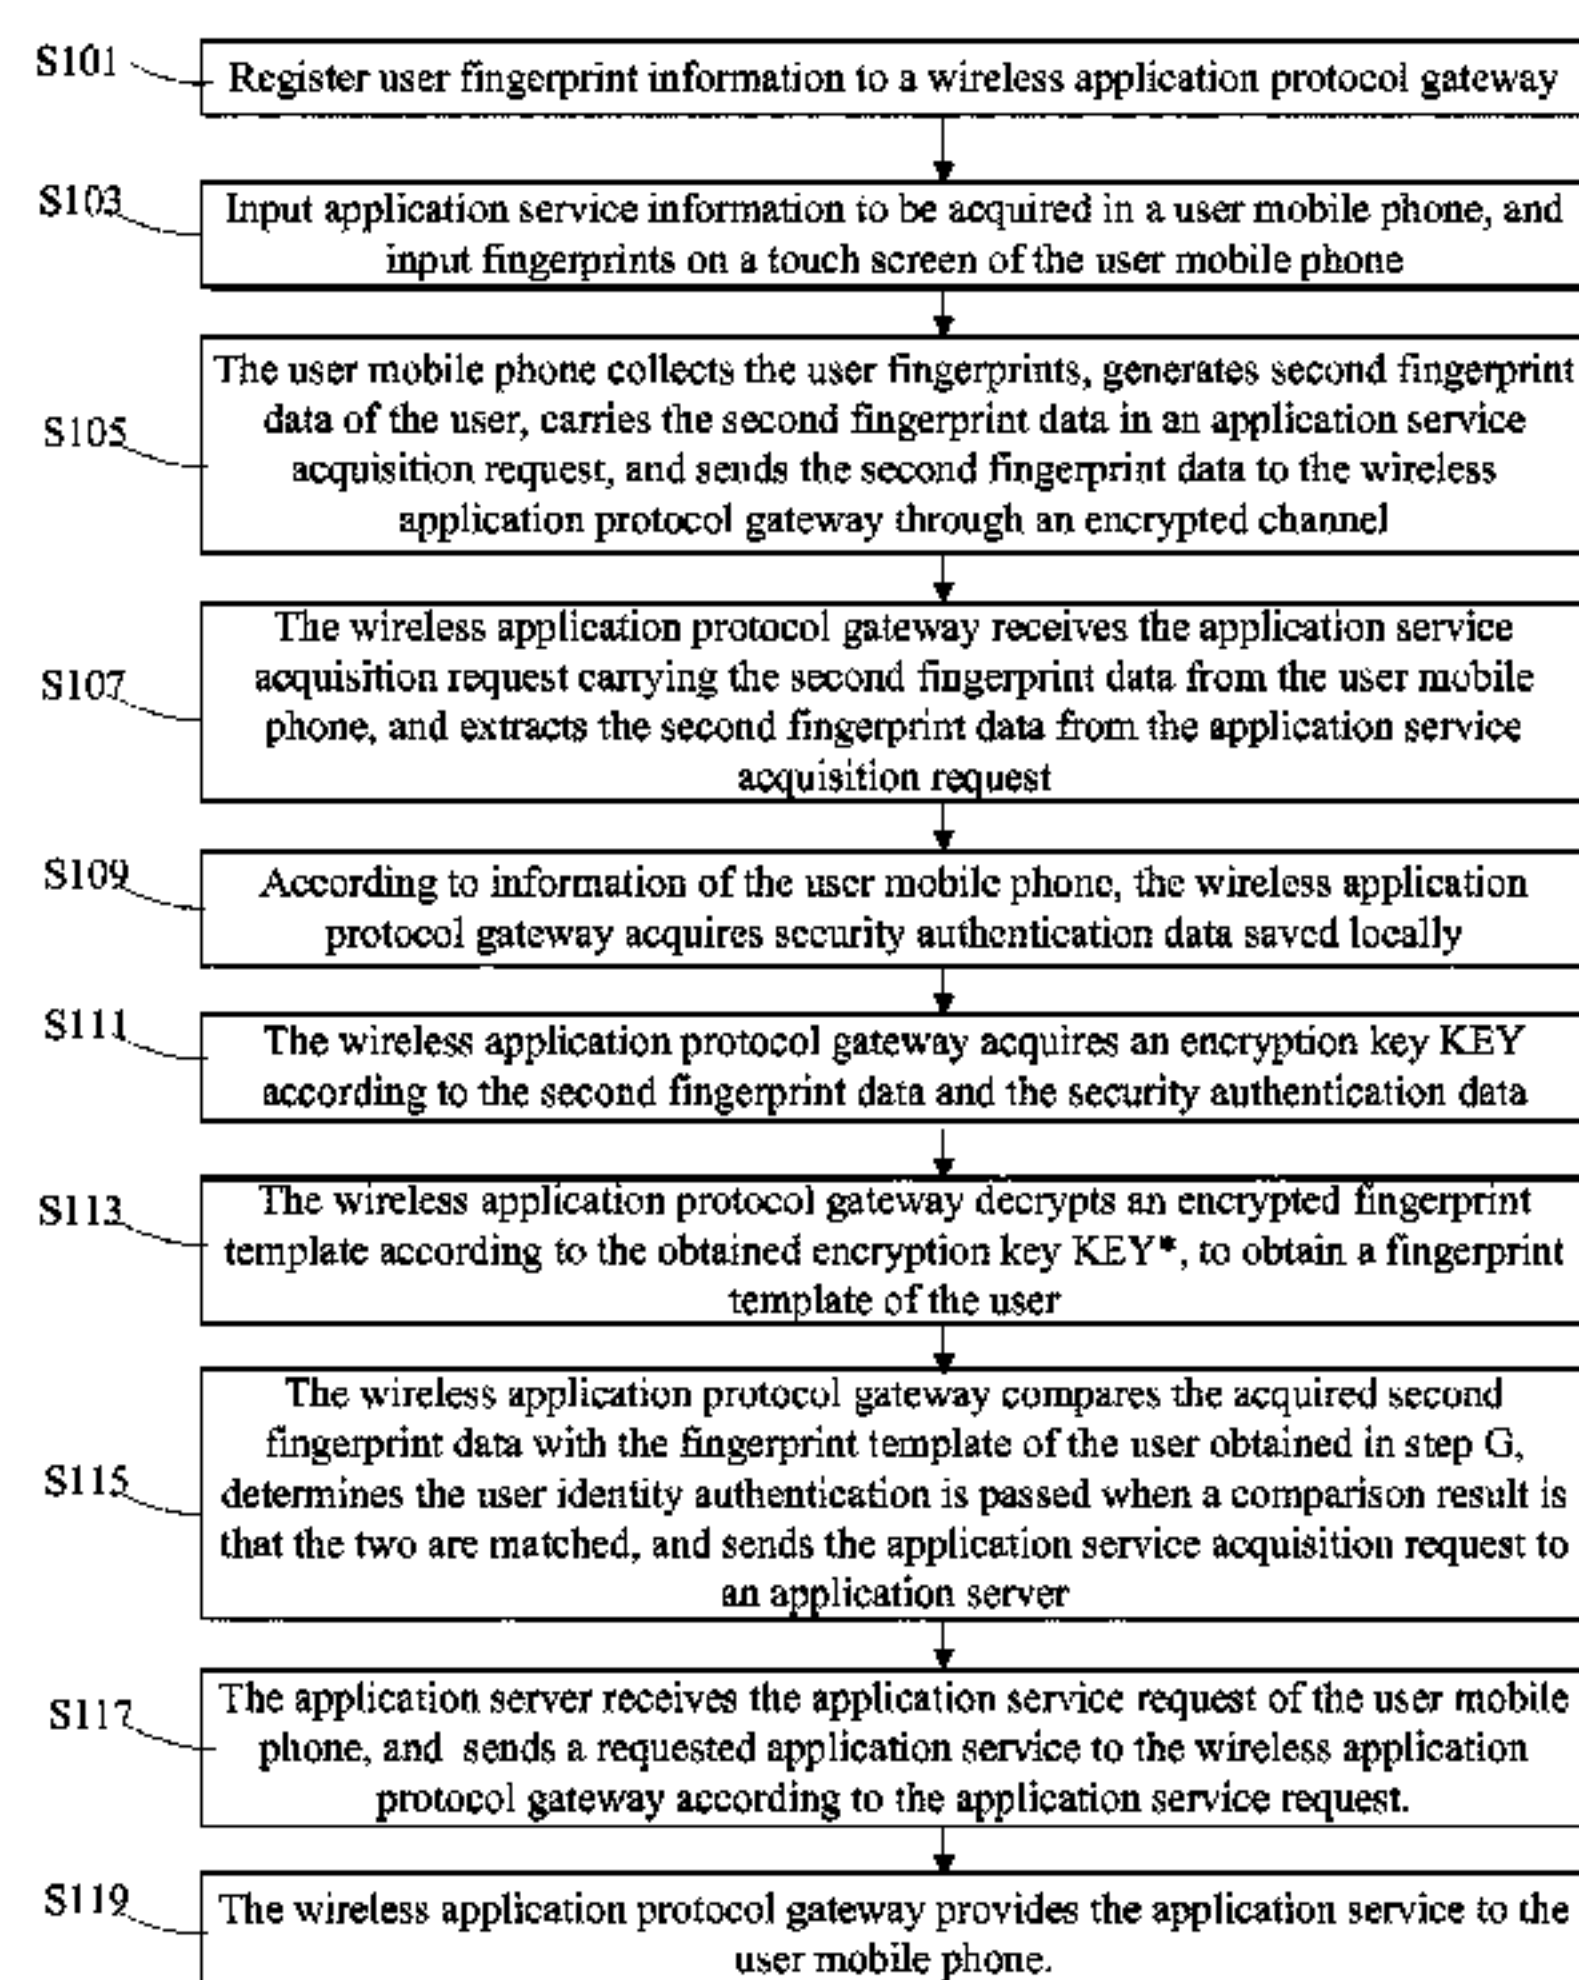 S101
Register user fingerprint information to a wireless application protocol gateway
S103
Input application service information to be acquired in a user mobile phone, and
input fingerprints on a touch screen of the user mobile phone
S105
The user mobile phone collects the user fingerprints, generates second fingerprint
data of the user, carries the second fingerprint data in an application service
acquisition request, and sends the second fingerprint data to the wireless
application protocol gateway through an encrypted channel
S107
The wireless application protocol gateway receives the application service
acquisition request carrying the second fingerprint data from the user mobile
phone, and extracts the second fingerprint data from the application service
acquisition request
S109
According to information of the user mobile phone, the wireless application
protocol gateway acquires security authentication data saved locally
S111
The wireless application protocol gateway acquires an encryption key KEY
according to the second fingerprint data and the security authentication data
S113
The wireless application protocol gateway decrypts an encrypted fingerprint
template according to the obtained encryption key KEY*, to obtain a fingerprint
template of the user
S115
The wireless application protocol gateway compares the acquired second
fingerprint data with the fingerprint template of the user obtained in step G,
determines the user identity authentication is passed when a comparison result is
that the two are matched, and sends the application service acquisition request to
an application server
S117
The application server receives the application service request of the user mobile
phone, and sends a requested application service to the wireless application
protocol gateway according to the application service request.
S119
The wireless application protocol gateway provides the application service to the
user mobile phone.